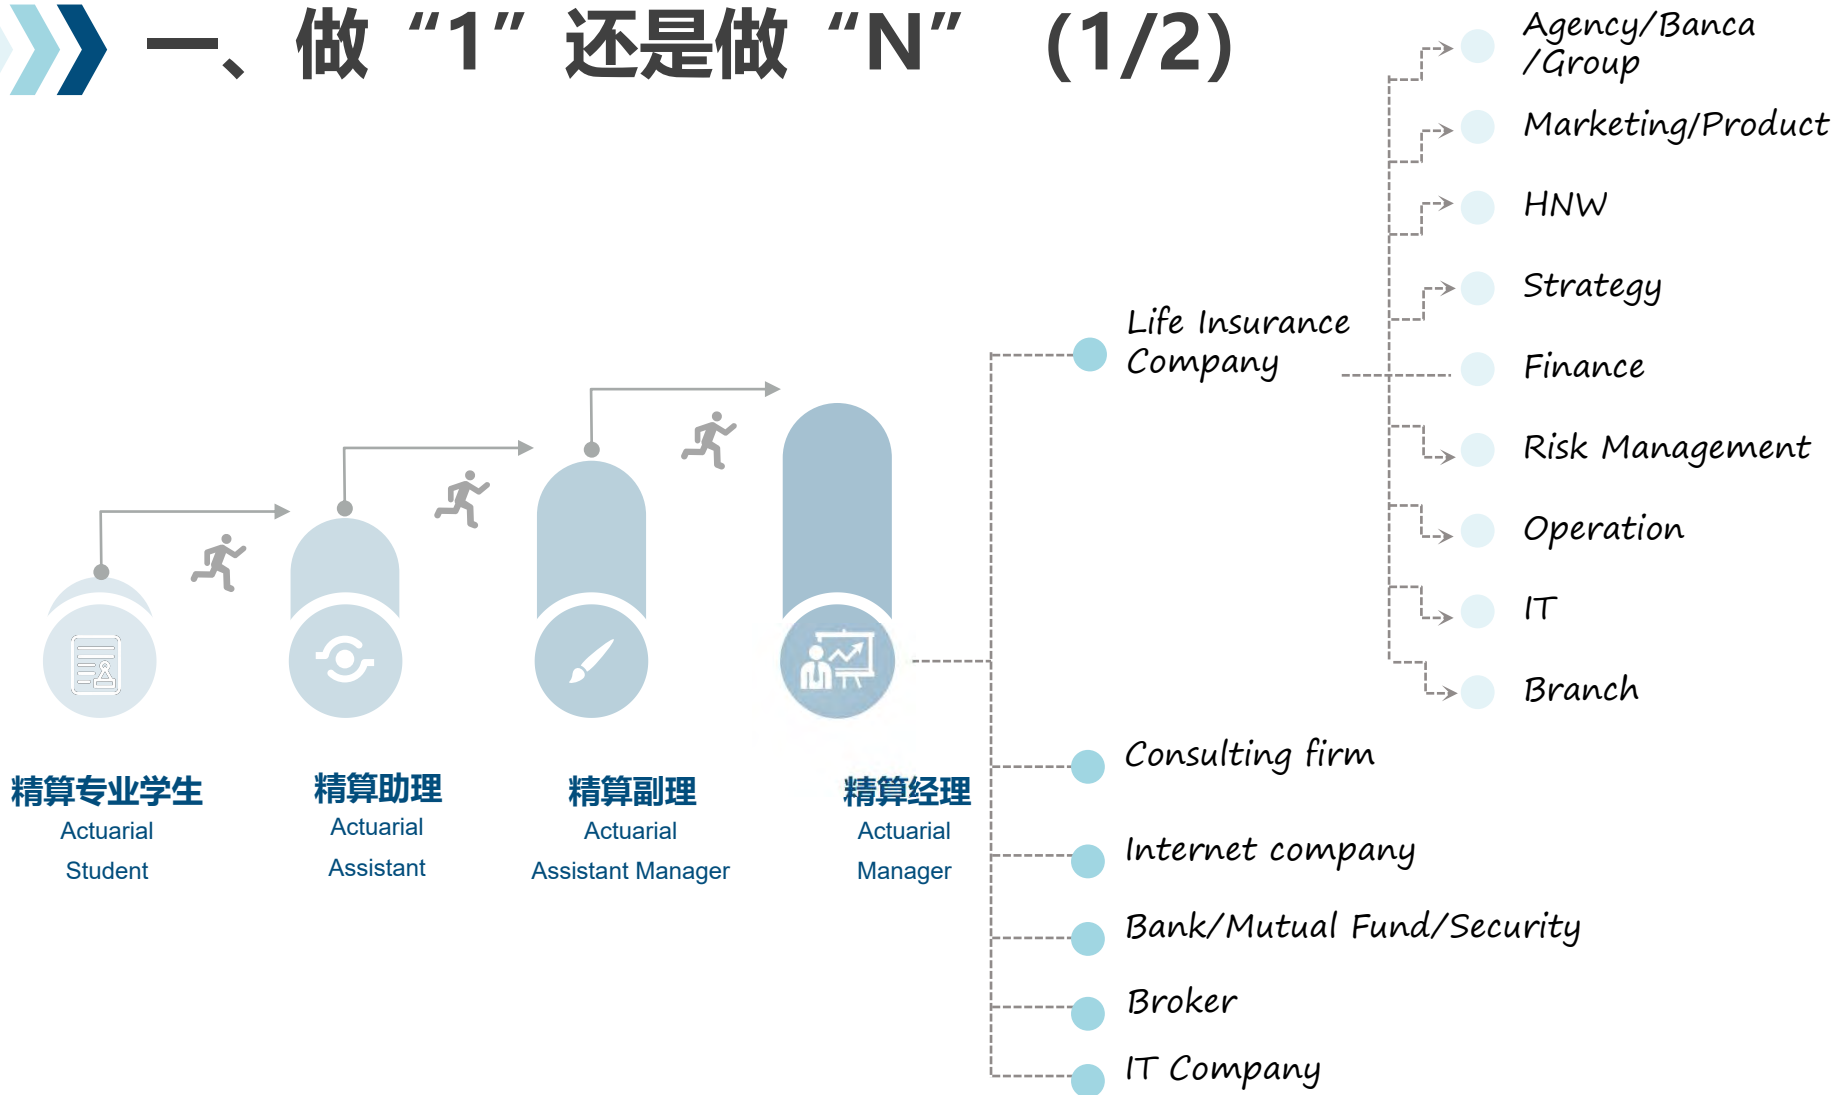 一、做“1”还是做“N” (1/2)
Agency/Banca
/Group
Marketing/Product
HNW
Strategy
Finance
Risk Management
Operation
IT
Branch
Life Insurance
Company
Consulting firm
Internet company
Bank/Mutual Fund/Security
Broker
IT Company
精算专业学生
Actuarial
Student
精算助理
Actuarial
Assistant
精算副理
Actuarial
Assistant Manager
精算经理
Actuarial
Manager